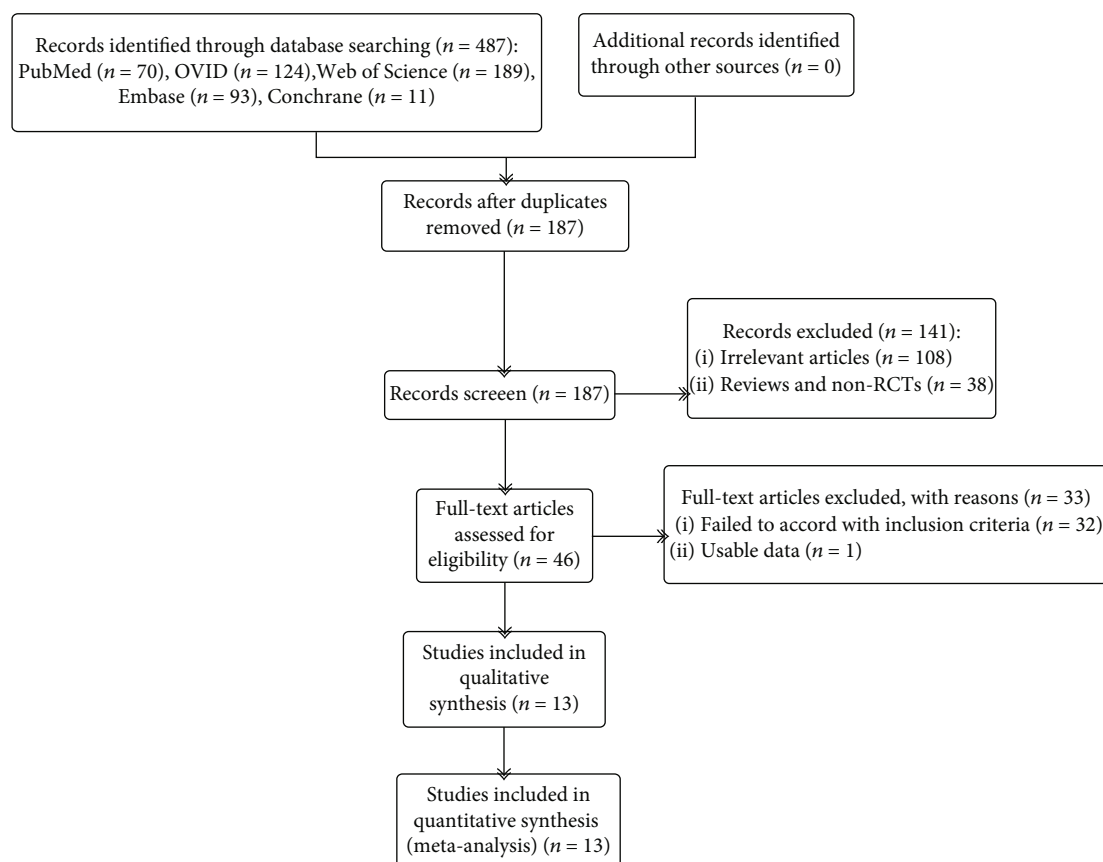 Records identified through database searching (n = 487):
PubMed (n = 70), OVID (n = 124),Web of Science (n = 189),
Embase (n = 93), Conchrane (n = 11)
Additional records identified
through other sources (n = 0)
Records after duplicates
removed (n = 187)
Records excluded (n = 141):
(i) Irrelevant articles (n = 108)
(ii) Reviews and non-RCTs (n = 38)
Records screeen (n = 187)
Full-text articles
assessed for
eligibility (n = 46)
Full-text articles excluded, with reasons (n = 33)
(i) Failed to accord with inclusion criteria (n = 32)
(ii) Usable data (n = 1)
Studies included in
qualitative
synthesis (n = 13)
Studies included in
quantitative synthesis
(meta-analysis) (n = 13)